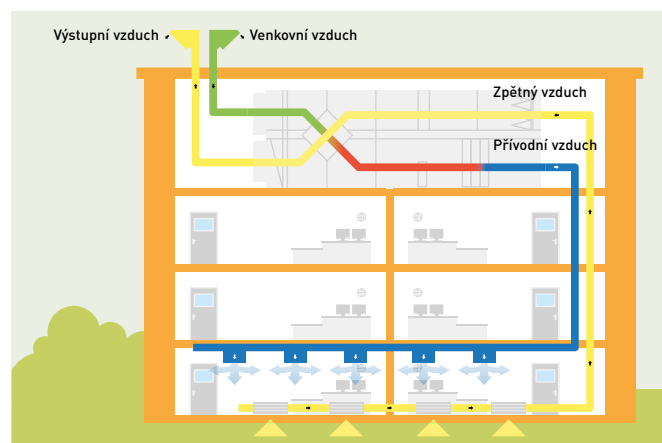 Výstupní vzduch
Venkovní vzduch
Zpětný vzduch
Přívodní vzduch